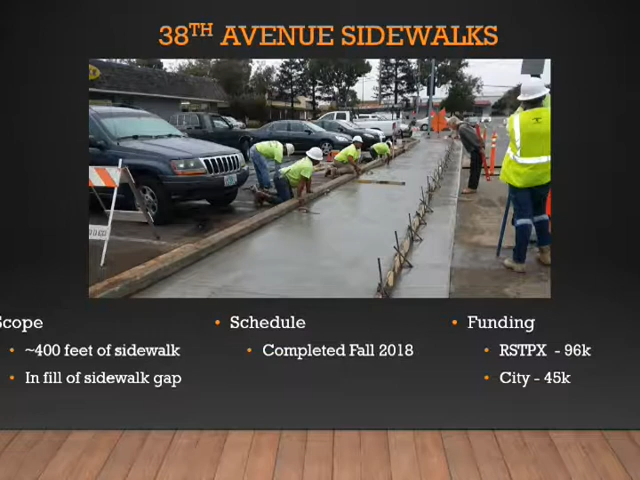 38TH AVENUE SIDEWALKS
Scope
• ~400 feet of sidewalk
• In fill of sidewalk gap
• Schedule
• Completed Fall 2018
• Funding
• RSTPX - 96k
• City - 45k